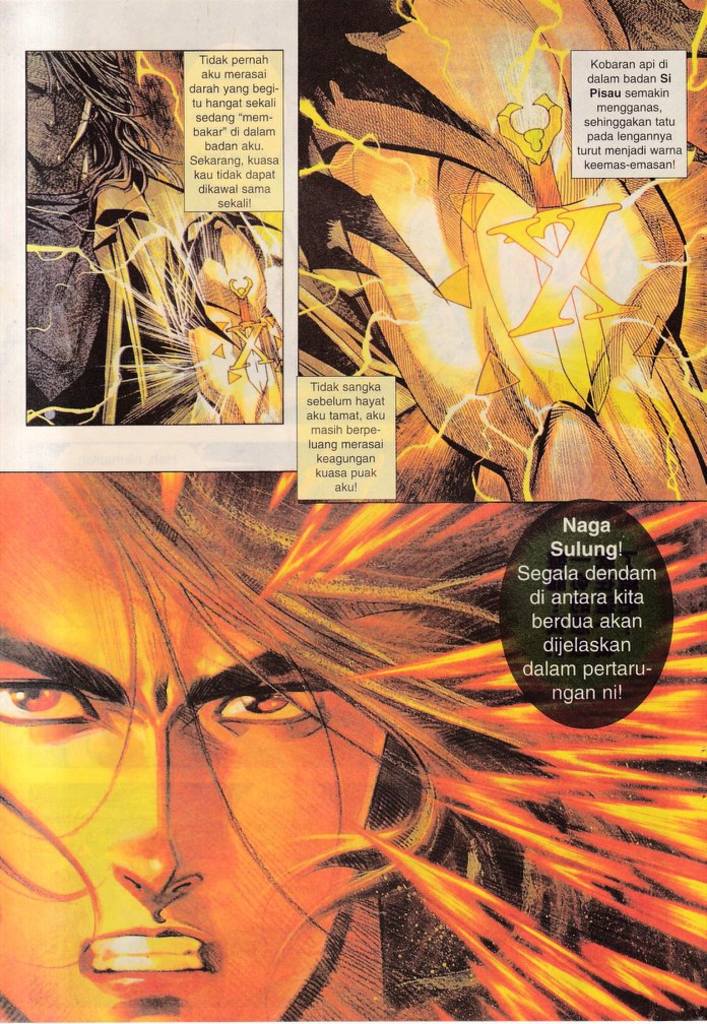 Tidak pernah
aku merasai
darah yang begi-
tu hangat sekali
sedang "mem-
bakar" di dalam
badan aku.
Sekarang, kuasa
kau tidak dapat
dikawal sama
sekali!
Kobaran api di
dalam badan Si
Pisau semakin
mengganas,
sehinggakan tatu
pada lengannya
turut menjadi warna
keemas-emasan!
X
X
Tidak sangka
sebelum hayat
aku tamat, aku
masih berpe-
luang merasai
keagungan
kuasa puak
aku!
Naga
Sulung!
Segala dendam
di antara kita
berdua akan
dijelaskan
dalam pertaru-
ngan ni!